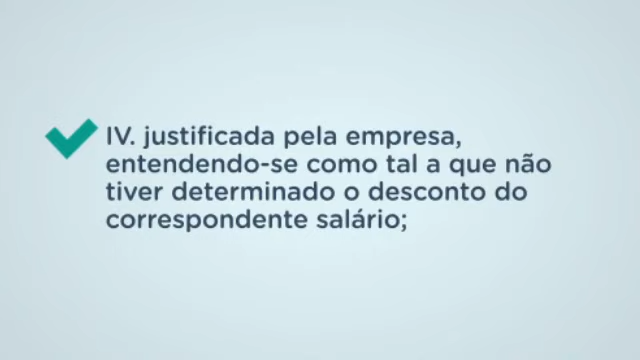 IV. justificada pela empresa,
entendendo-se como tal a que não
tiver determinado o desconto do
correspondente salário;